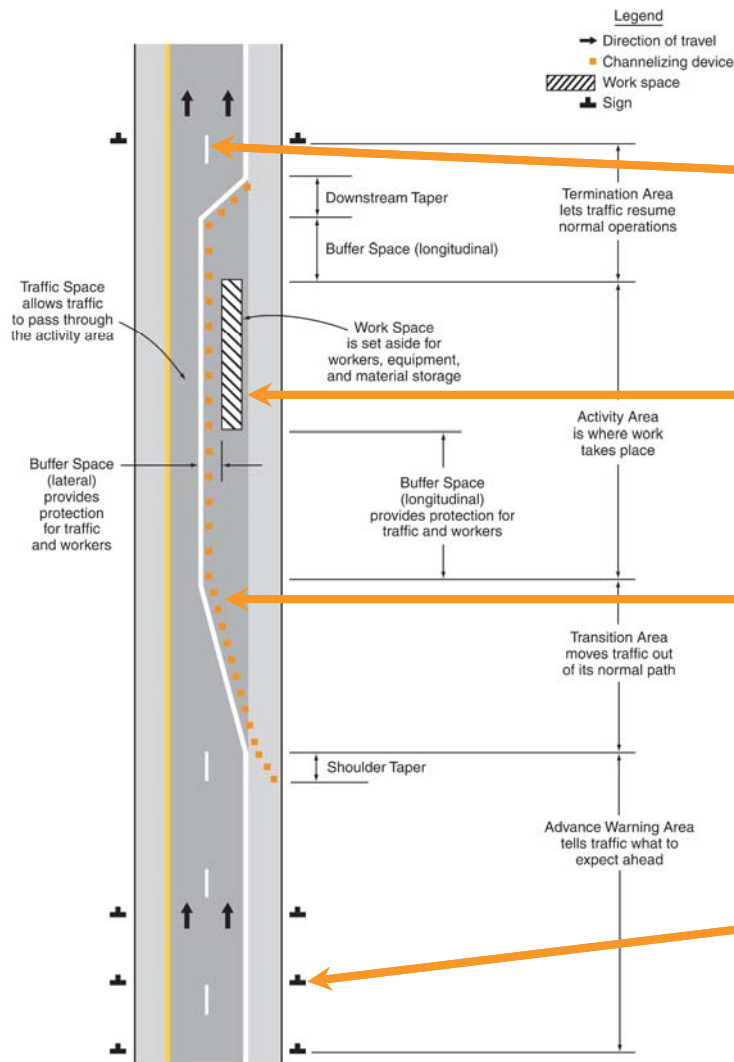 Legend
Direction of travel
Channelizing device
Work space
Sign
Downstream Taper
Termination Area
lets traffic resume
normal operations
Buffer Space (longitudinal)
Traffic Space
allows traffic
to pass through
the activity area
Work Space
is set aside for
workers, equipment,
and material storage
Activity Area
is where work
takes place
Buffer Space
(lateral)
provides
protection
for traffic
and workers
Buffer Space
(longitudinal)
provides protection for
traffic and workers
Transition Area
moves traffic out
of its normal path
Shoulder Taper
Advance Warning Area
tells traffic what to
expect ahead